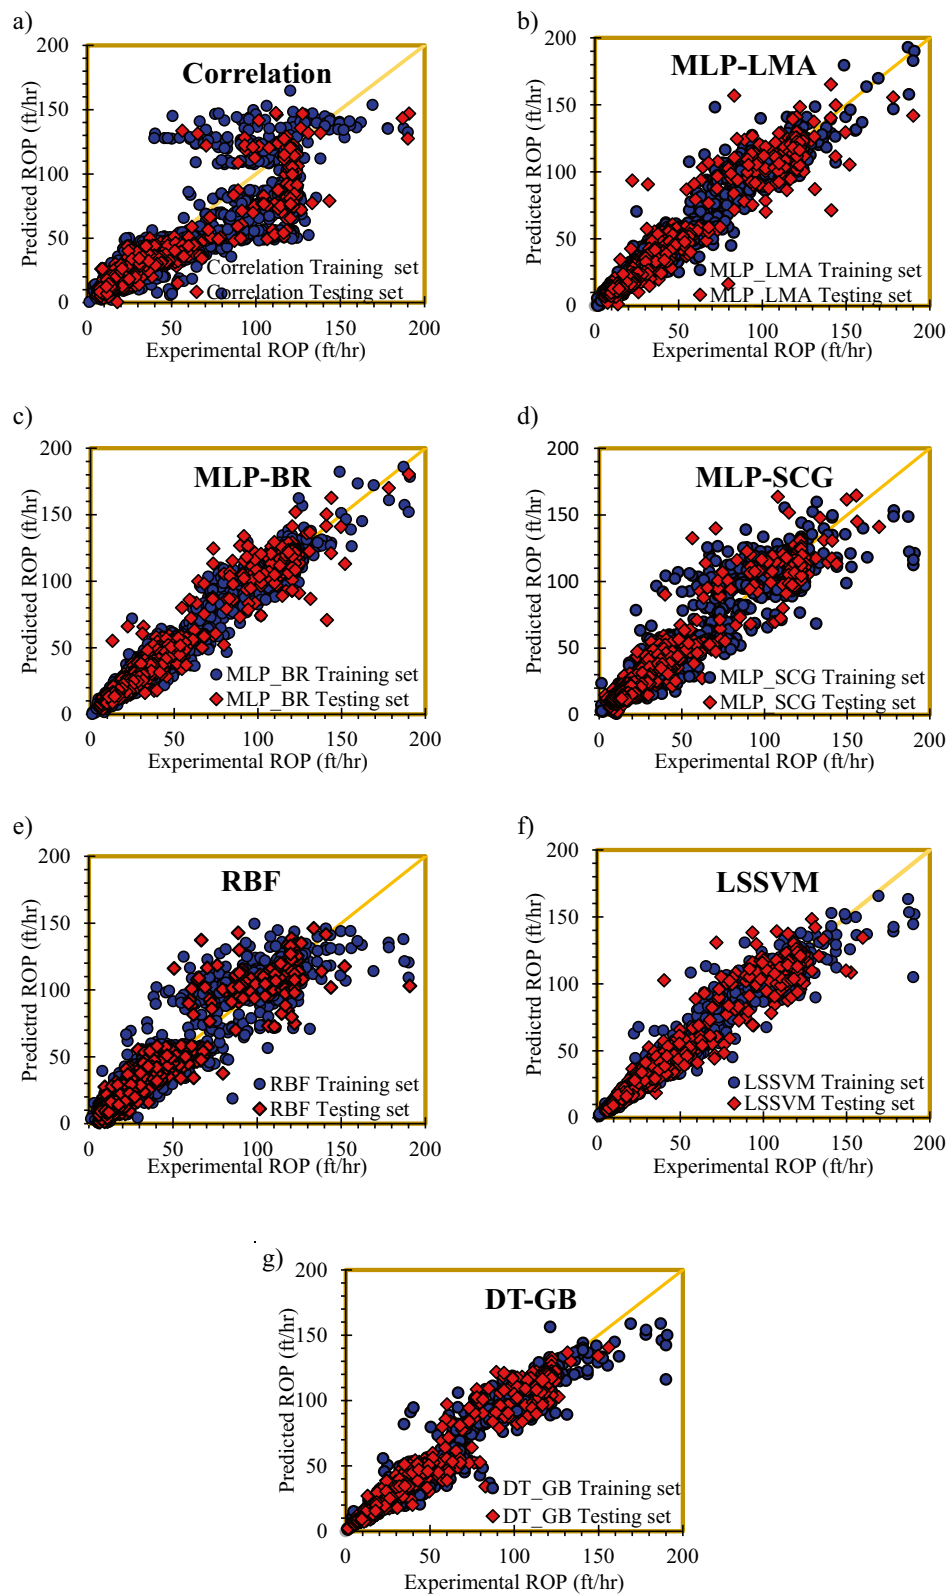 a)
Correlation
Predicted ROP (ft/hr)
200
150
100
50
0
Correlation Training set
Correlation Testing set
0 50 100 150 200
Experimental ROP (ft/hr)
b)
MLP-LMA
Predicted ROP (ft/hr)
200
150
100
50
0
MLP_LMA Training set
MLP_LMA Testing set
0 50 100 150 200
Experimental ROP (ft/hr)
c)
MLP-BR
Predicted ROP (ft/hr)
200
150
100
50
0
MLP_BR Training set
MLP_BR Testing set
0 50 100 150 200
Experimental ROP (ft/hr)
d)
MLP-SCG
Predicted ROP (ft/hr)
200
150
100
50
0
MLP_SCG Training set
MLP_SCG Testing set
0 50 100 150 200
Experimental ROP (ft/hr)
e)
RBF
Predictrd ROP (ft/hr)
200
150
100
50
0
RBF Training set
RBF Testing set
0 50 100 150 200
Experimental ROP (ft/hr)
f)
LSSVM
Predictrd ROP (ft/hr)
200
150
100
50
0
LSSVM Training set
LSSVM Testing set
0 50 100 150 200
Experimental ROP (ft/hr)
g)
DT-GB
Predicted ROP (ft/hr)
200
150
100
50
0
DT_GB Training set
DT_GB Testing set
0 50 100 150 200
Experimental ROP (ft/hr)